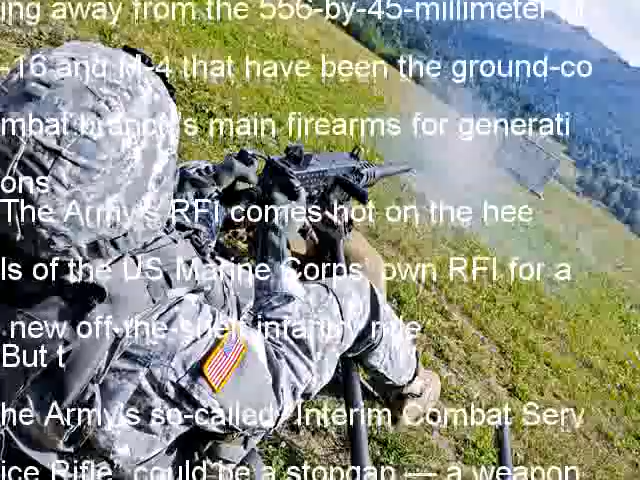 ing away from the 556-by-45-millimeter M
-16 and M-4 that have been the ground-co
mbat branch's main firearms for generati
ons
The Army's RFI comes hot on the hee
ls of the US Marine Corps' own RFI for a
new off-the-shelf infantry rifle
But t
he Army's so-called "Interim Combat Serv
ice Rifle" could be a stopgap — a weapon